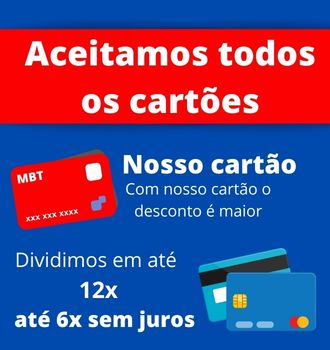 Aceitamos todos
os cartões
MBT
xxx xxx xxxx
Nosso cartão
Com nosso cartão o
desconto é maior
Dividimos em até
12x
até 6x sem juros